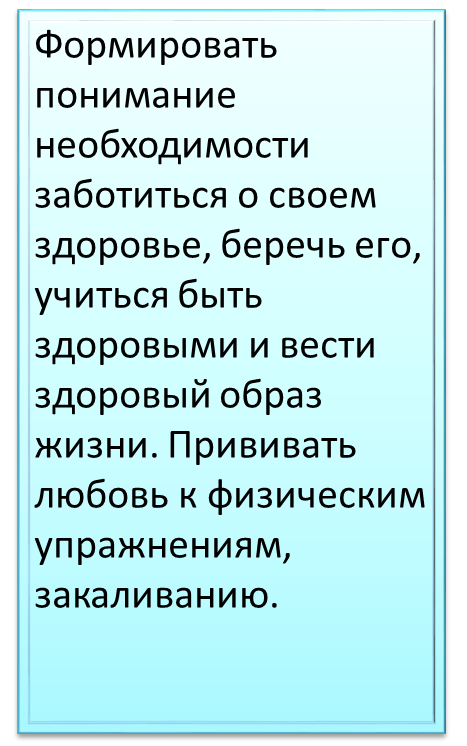 Формировать
понимание
необходимости
заботиться о своем
здоровье, беречь его,
учиться быть
здоровыми и вести
здоровый образ
жизни. Прививать
любовь к физическим
упражнениям,
закаливанию.